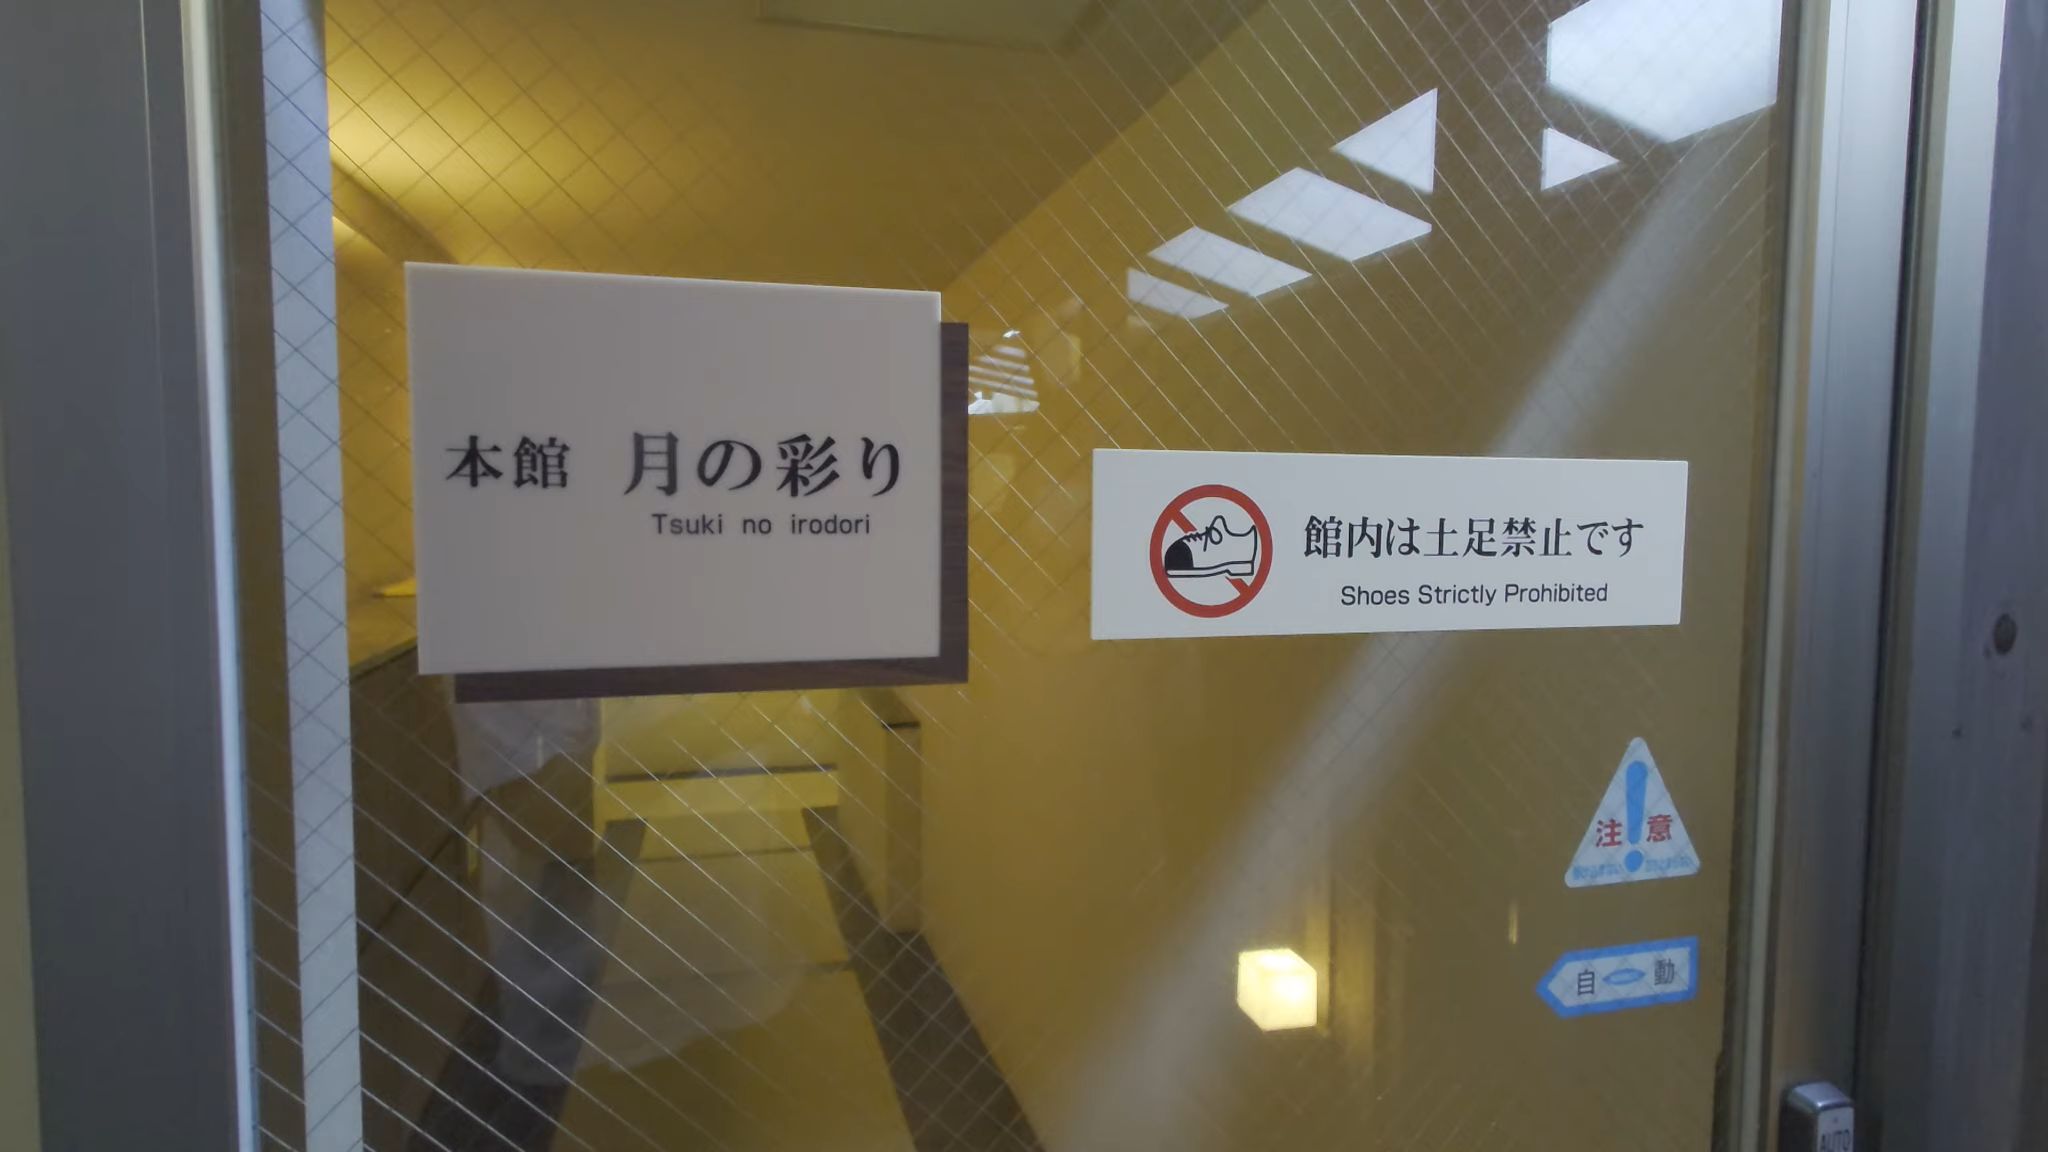 本館 月の彩り
Tsuki no irodori
館内は土足禁止です
Shoes Strictly Prohibited
注意
自動
AUTO